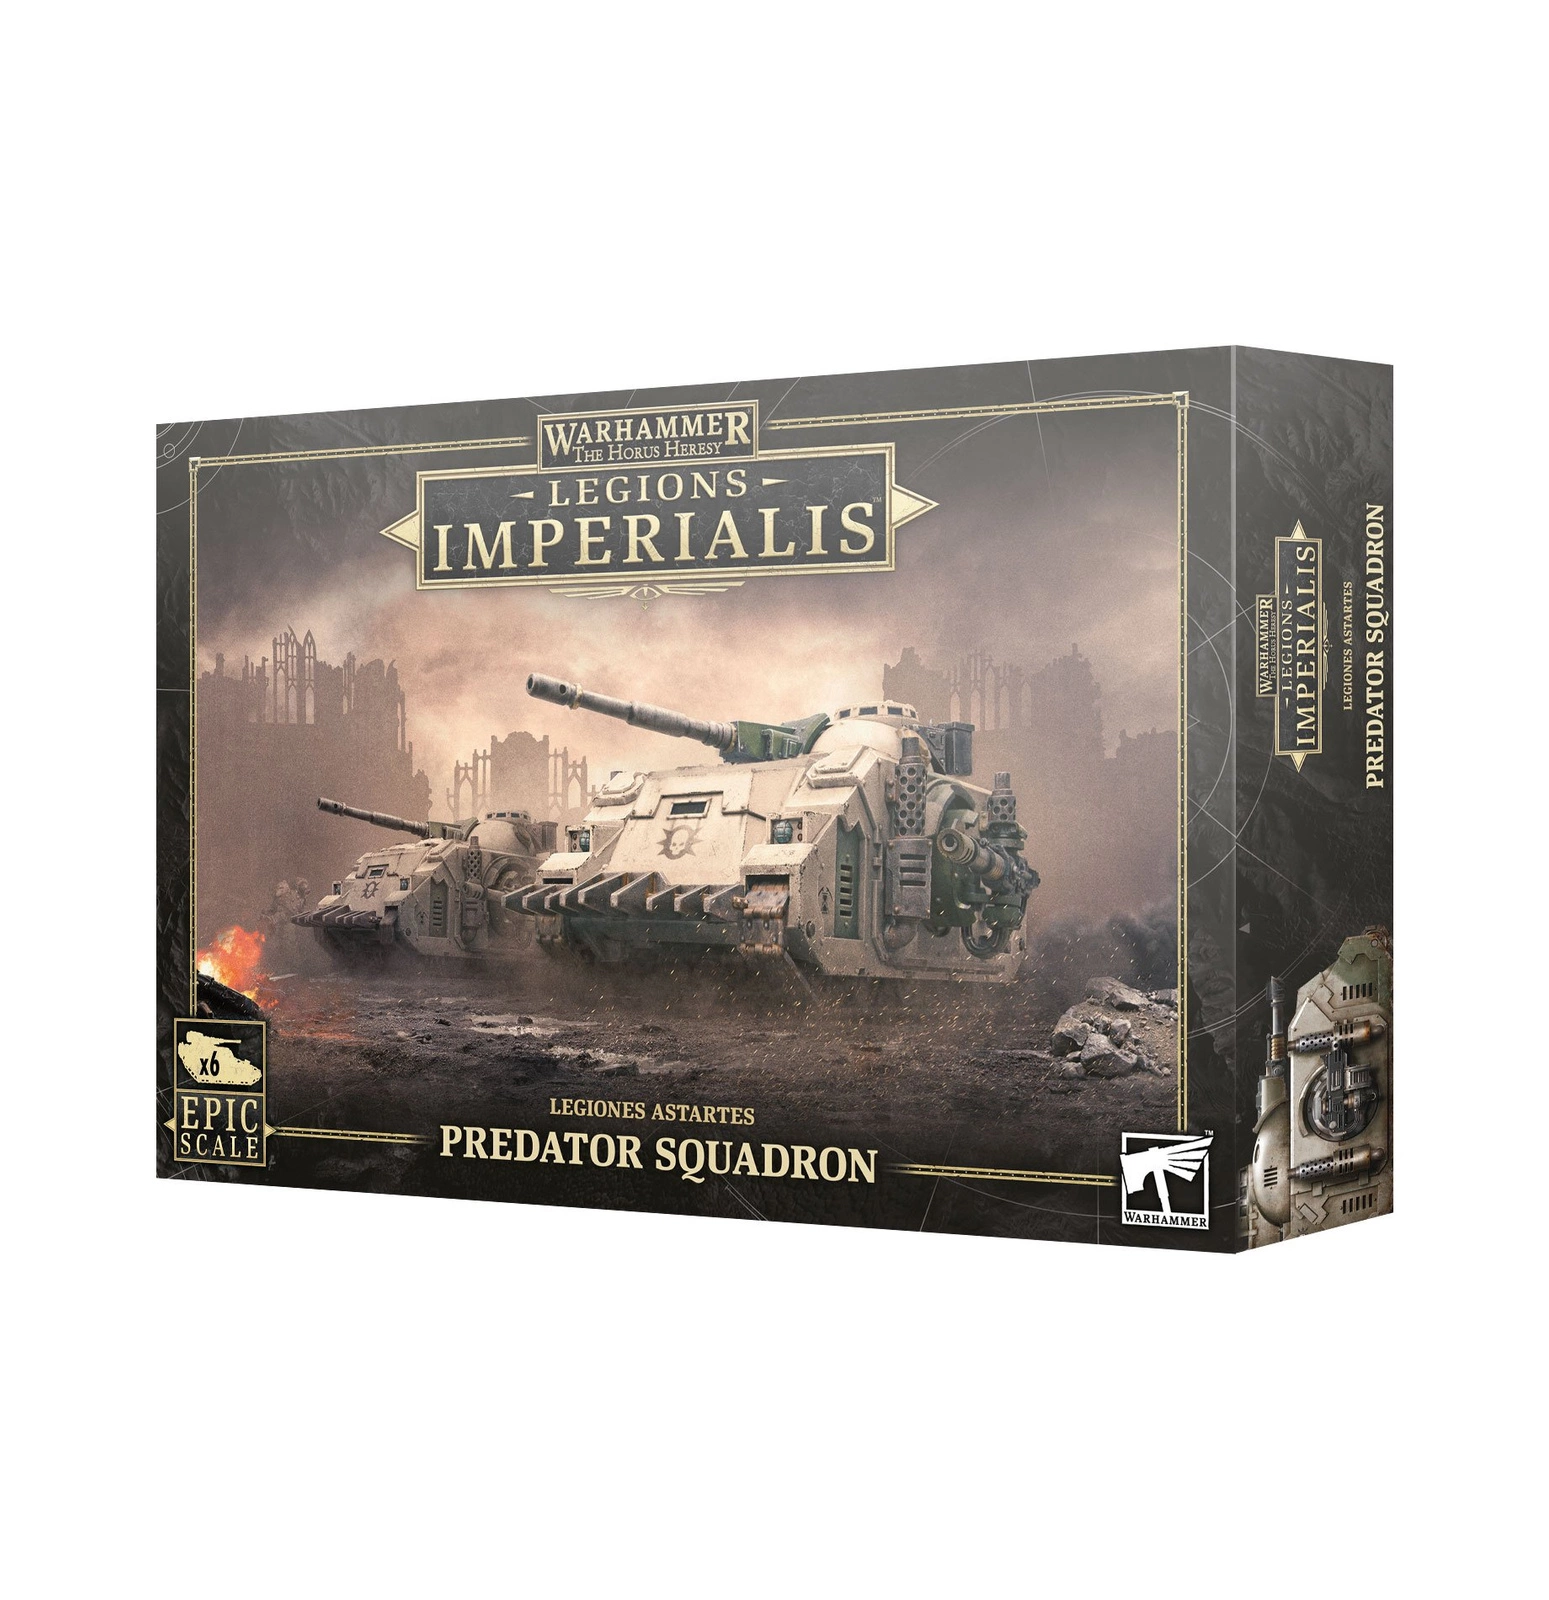 WARHAMMER
THE HORUS HERESY
LEGIONS
IMPERIALIS™
x6
EPIC
SCALE
LEGIONES ASTARTES
PREDATOR SQUADRON
™
WARHAMMER
WARHAMMER
THE HORUS HERESY
LEGIONS
IMPERIALIS
LEGIONES ASTARTES
PREDATOR SQUADRON